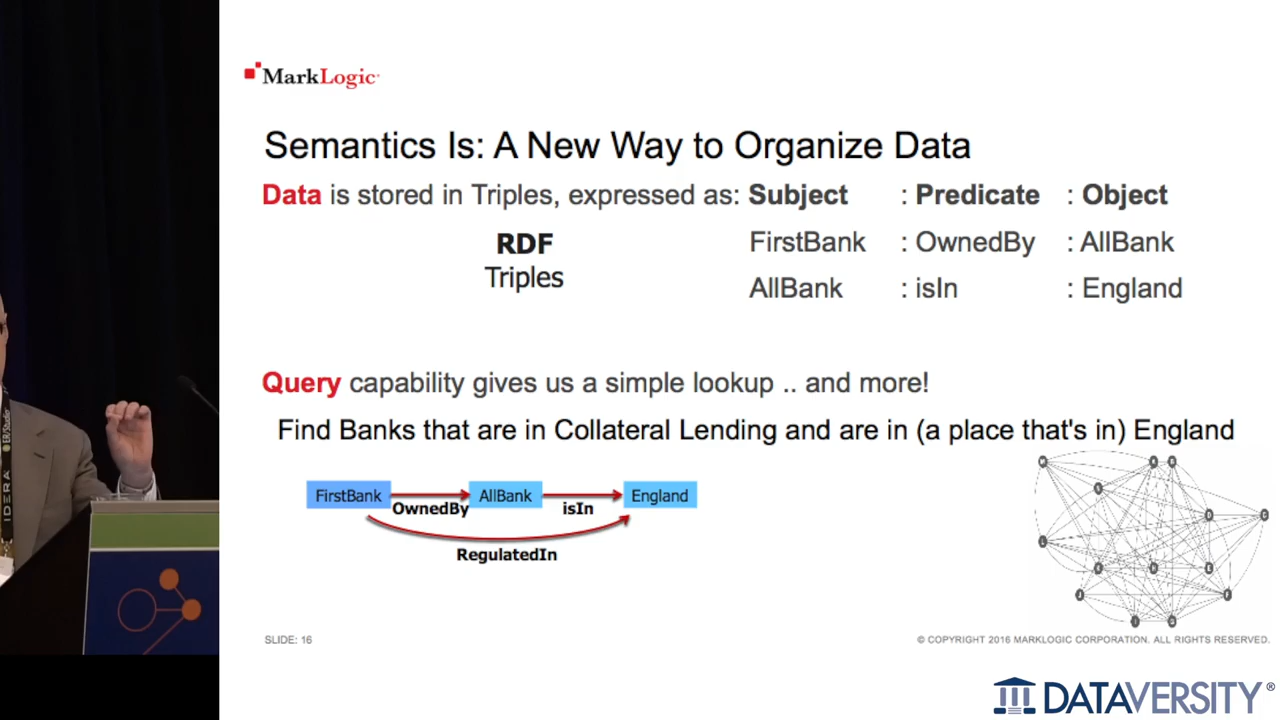 MarkLogic
Semantics Is: A New Way to Organize Data
Data is stored in Triples, expressed as: Subject : Predicate : Object
RDF
Triples
FirstBank : OwnedBy : AllBank
AllBank : isIn : England
Query capability gives us a simple lookup .. and more!
Find Banks that are in Collateral Lending and are in (a place that's in) England
FirstBank
OwnedBy
AllBank
isIn
England
RegulatedIn
SLIDE: 16
© COPYRIGHT 2016 MARKLOGIC CORPORATION. ALL RIGHTS RESERVED.
IDERA
ER/Studio
DATAVERSITY®